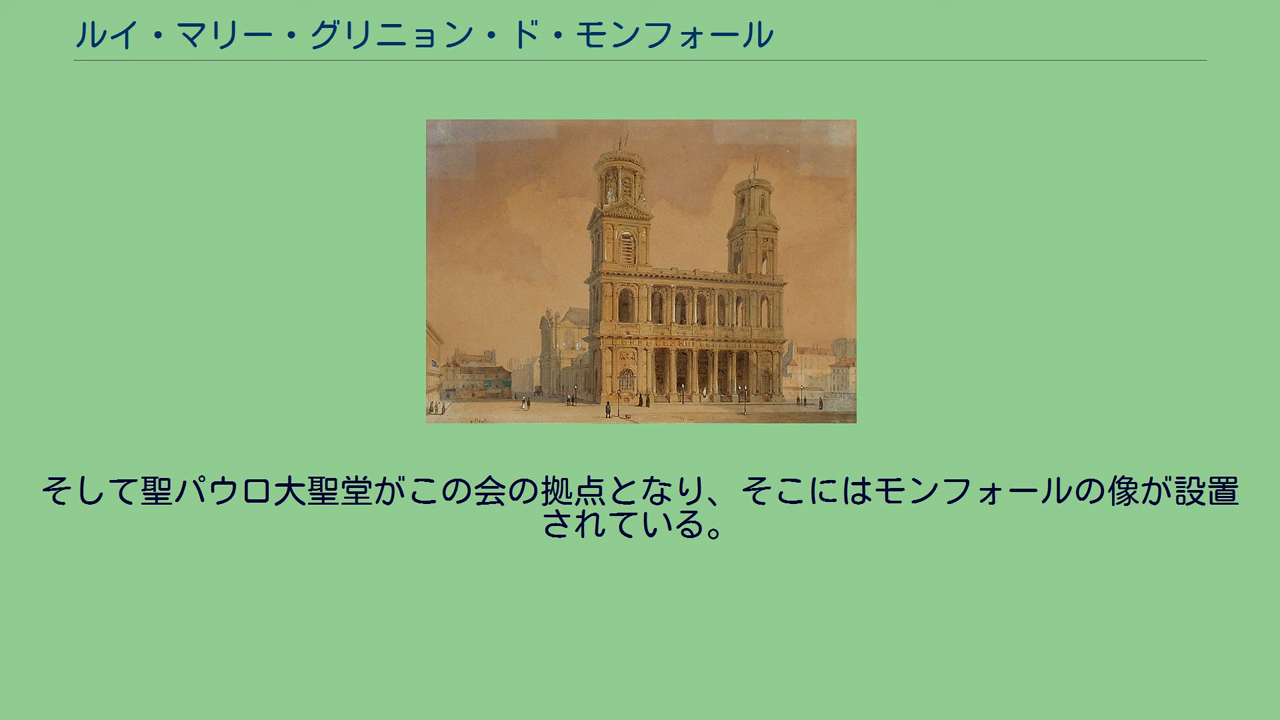 ルイ・マリー・グリニョン・ド・モンフォール
そして聖パウロ大聖堂がこの会の拠点となり、そこにはモンフォールの像が設置
されている。